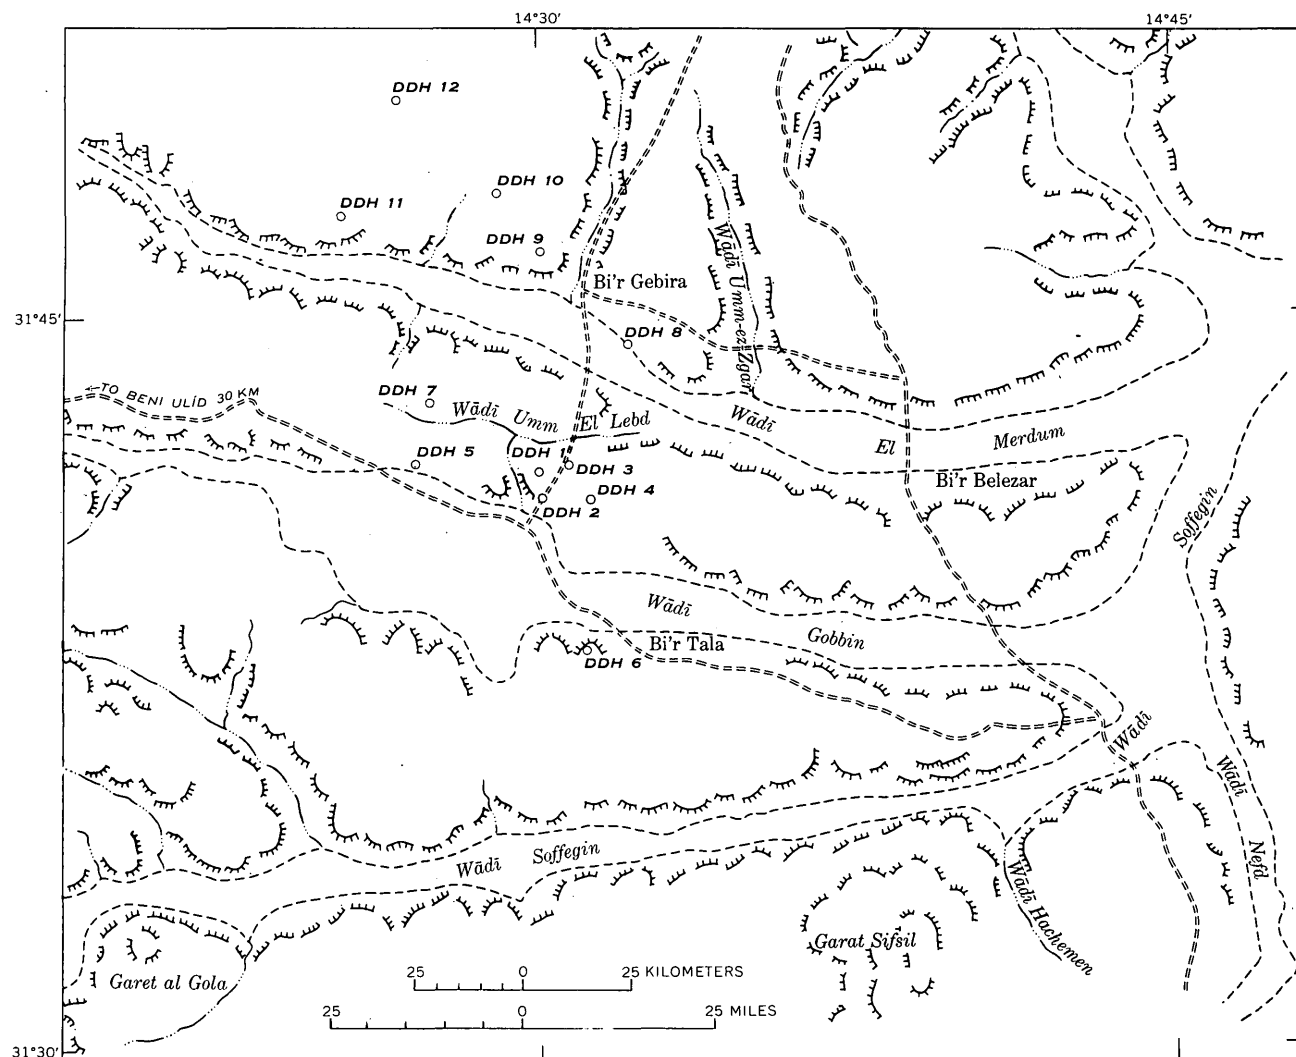 14°30′
14°45′
DDH 12
DDH 10
DDH 11
DDH 9
Wādī Umm-ez-Zgar
Bi'r Gebira
31°45′
DDH 8
←TO BENI ULĪD 30 KM
DDH 7
Wādī Umm El Lebd
Wādī El Merdum
DDH 5
DDH 1
DDH 3
Bi'r Belezar
DDH 4
DDH 2
Soffegin
Wādī Gobbin
Bi'r Tala
DDH 6
Wādī
Wādī Nefd
Wādī Soffegin
Wādī Hachemen
Garat Sifsil
Garet al Gola
25 0 25 KILOMETERS
25 0 25 MILES
31°30′